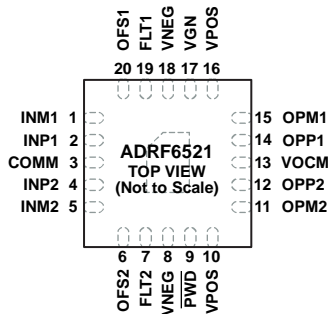 OFS1 FLT1 VNEG VGN VPOS
20 19 18 17 16
INM1 1
INP1 2
COMM 3
INP2 4
INM2 5
ADRF6521
TOP VIEW
(Not to Scale)
15 OPM1
14 OPP1
13 VOCM
12 OPP2
11 OPM2
6 7 8 9 10
OFS2 FLT2 VNEG PWD VPOS